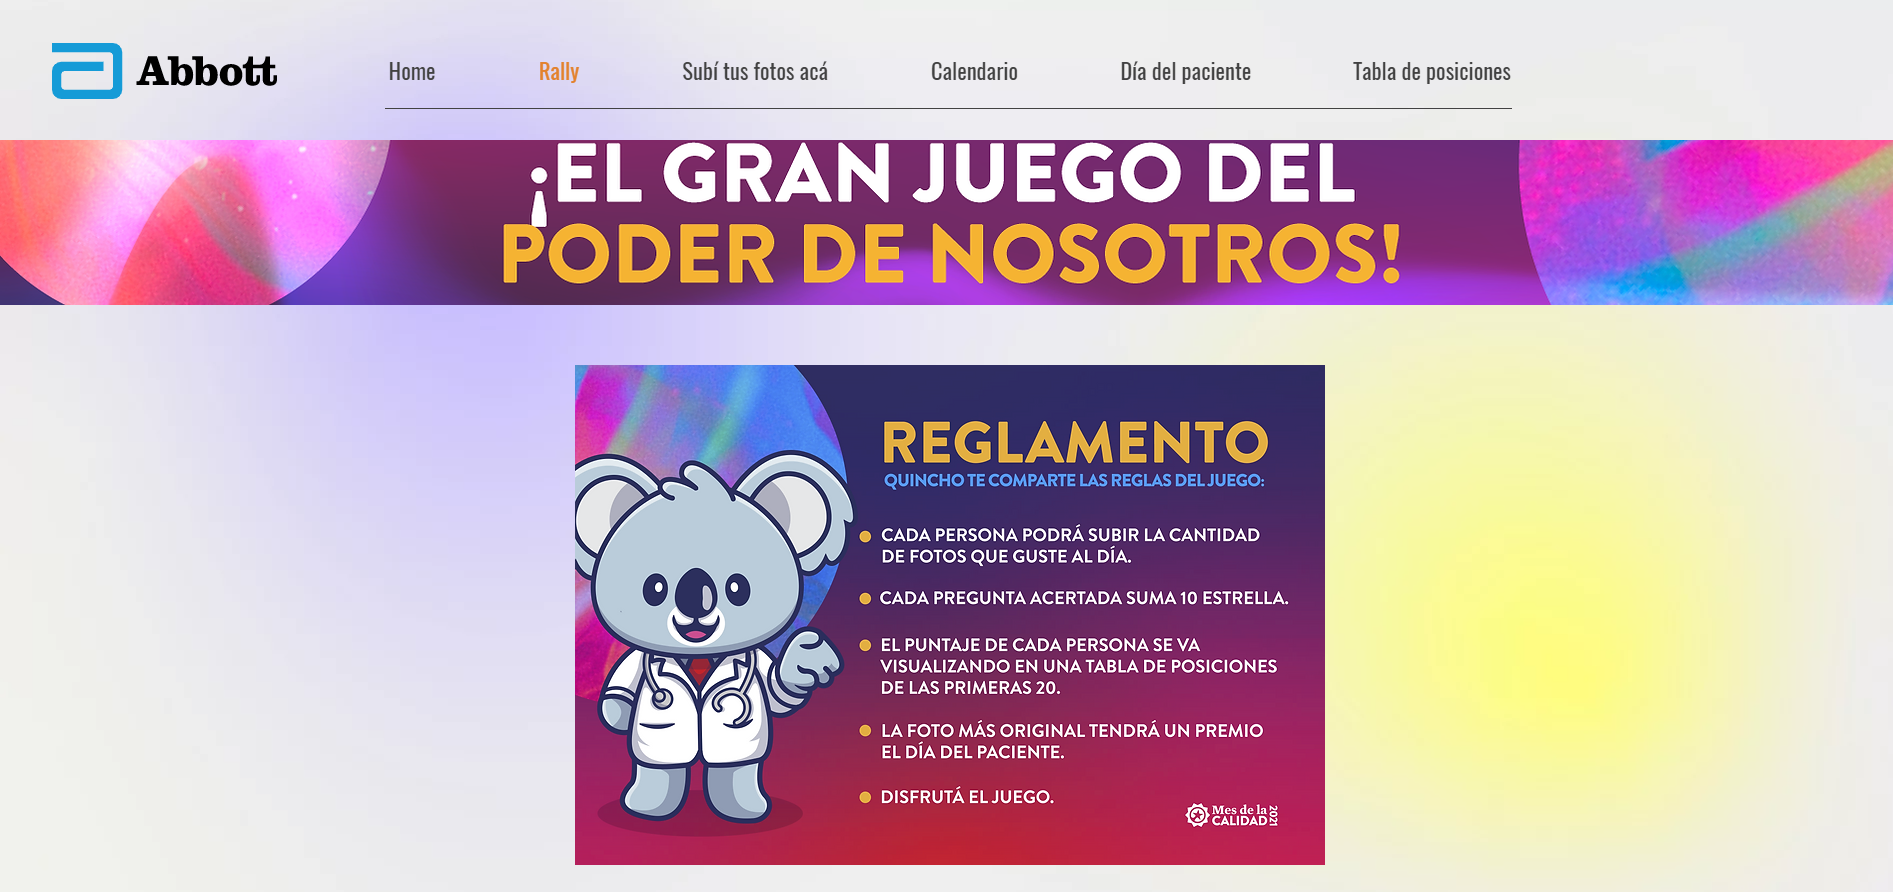 Abbott
Home
Rally
Subí tus fotos acá
Calendario
Día del paciente
Tabla de posiciones
¡EL GRAN JUEGO DEL
PODER DE NOSOTROS!
REGLAMENTO
QUINCHO TE COMPARTE LAS REGLAS DEL JUEGO:
CADA PERSONA PODRÁ SUBIR LA CANTIDAD
DE FOTOS QUE GUSTE AL DÍA.
CADA PREGUNTA ACERTADA SUMA 10 ESTRELLA.
EL PUNTAJE DE CADA PERSONA SE VA
VISUALIZANDO EN UNA TABLA DE POSICIONES
DE LAS PRIMERAS 20.
LA FOTO MÁS ORIGINAL TENDRÁ UN PREMIO
EL DÍA DEL PACIENTE.
DISFRUTÁ EL JUEGO.
Mes de la
CALIDAD
2021